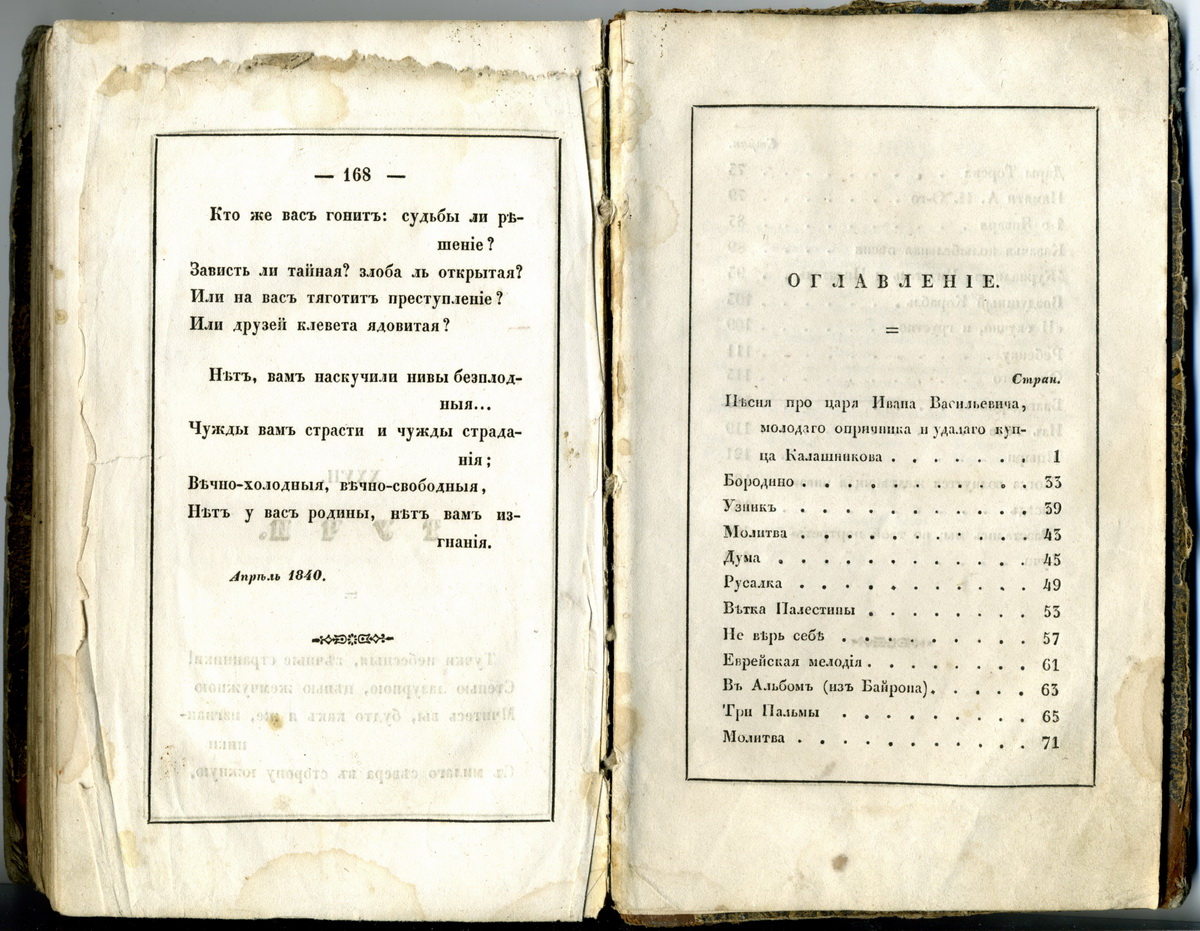 — 168 —
Кто же васъ гонитъ: судьбы ли рѣ-
шеніе?
Зависть ли тайная? злоба ль открытая?
Или на васъ тяготитъ преступленіе?
Или друзей клевета ядовитая?
Нѣтъ, вамъ наскучили нивы безплод-
ныя...
Чужды вамъ страсти и чужды страда-
нія;
Вѣчно-холодныя, вѣчно-свободныя,
Нѣтъ у васъ родины, нѣтъ вамъ из-
гнанія.
Апрѣль 1840.
ОГЛАВЛЕНІЕ.
Стран.
Пѣсня про царя Ивана Васильевича,
молодаго опричника и удалаго куп-
ца Калашникова . . . . . . 1
Бородино . . . . . . . . . . 33
Узникъ . . . . . . . . . . 39
Молитва . . . . . . . . . . 43
Дума . . . . . . . . . . . 45
Русалка . . . . . . . . . . 49
Вѣтка Палестины . . . . . . . 53
Не вѣрь себѣ . . . . . . . . 57
Еврейская мелодія . . . . . . . 61
Въ Альбомъ (изъ Байрона) . . . . . 63
Три Пальмы . . . . . . . . 65
Молитва . . . . . . . . . . 71